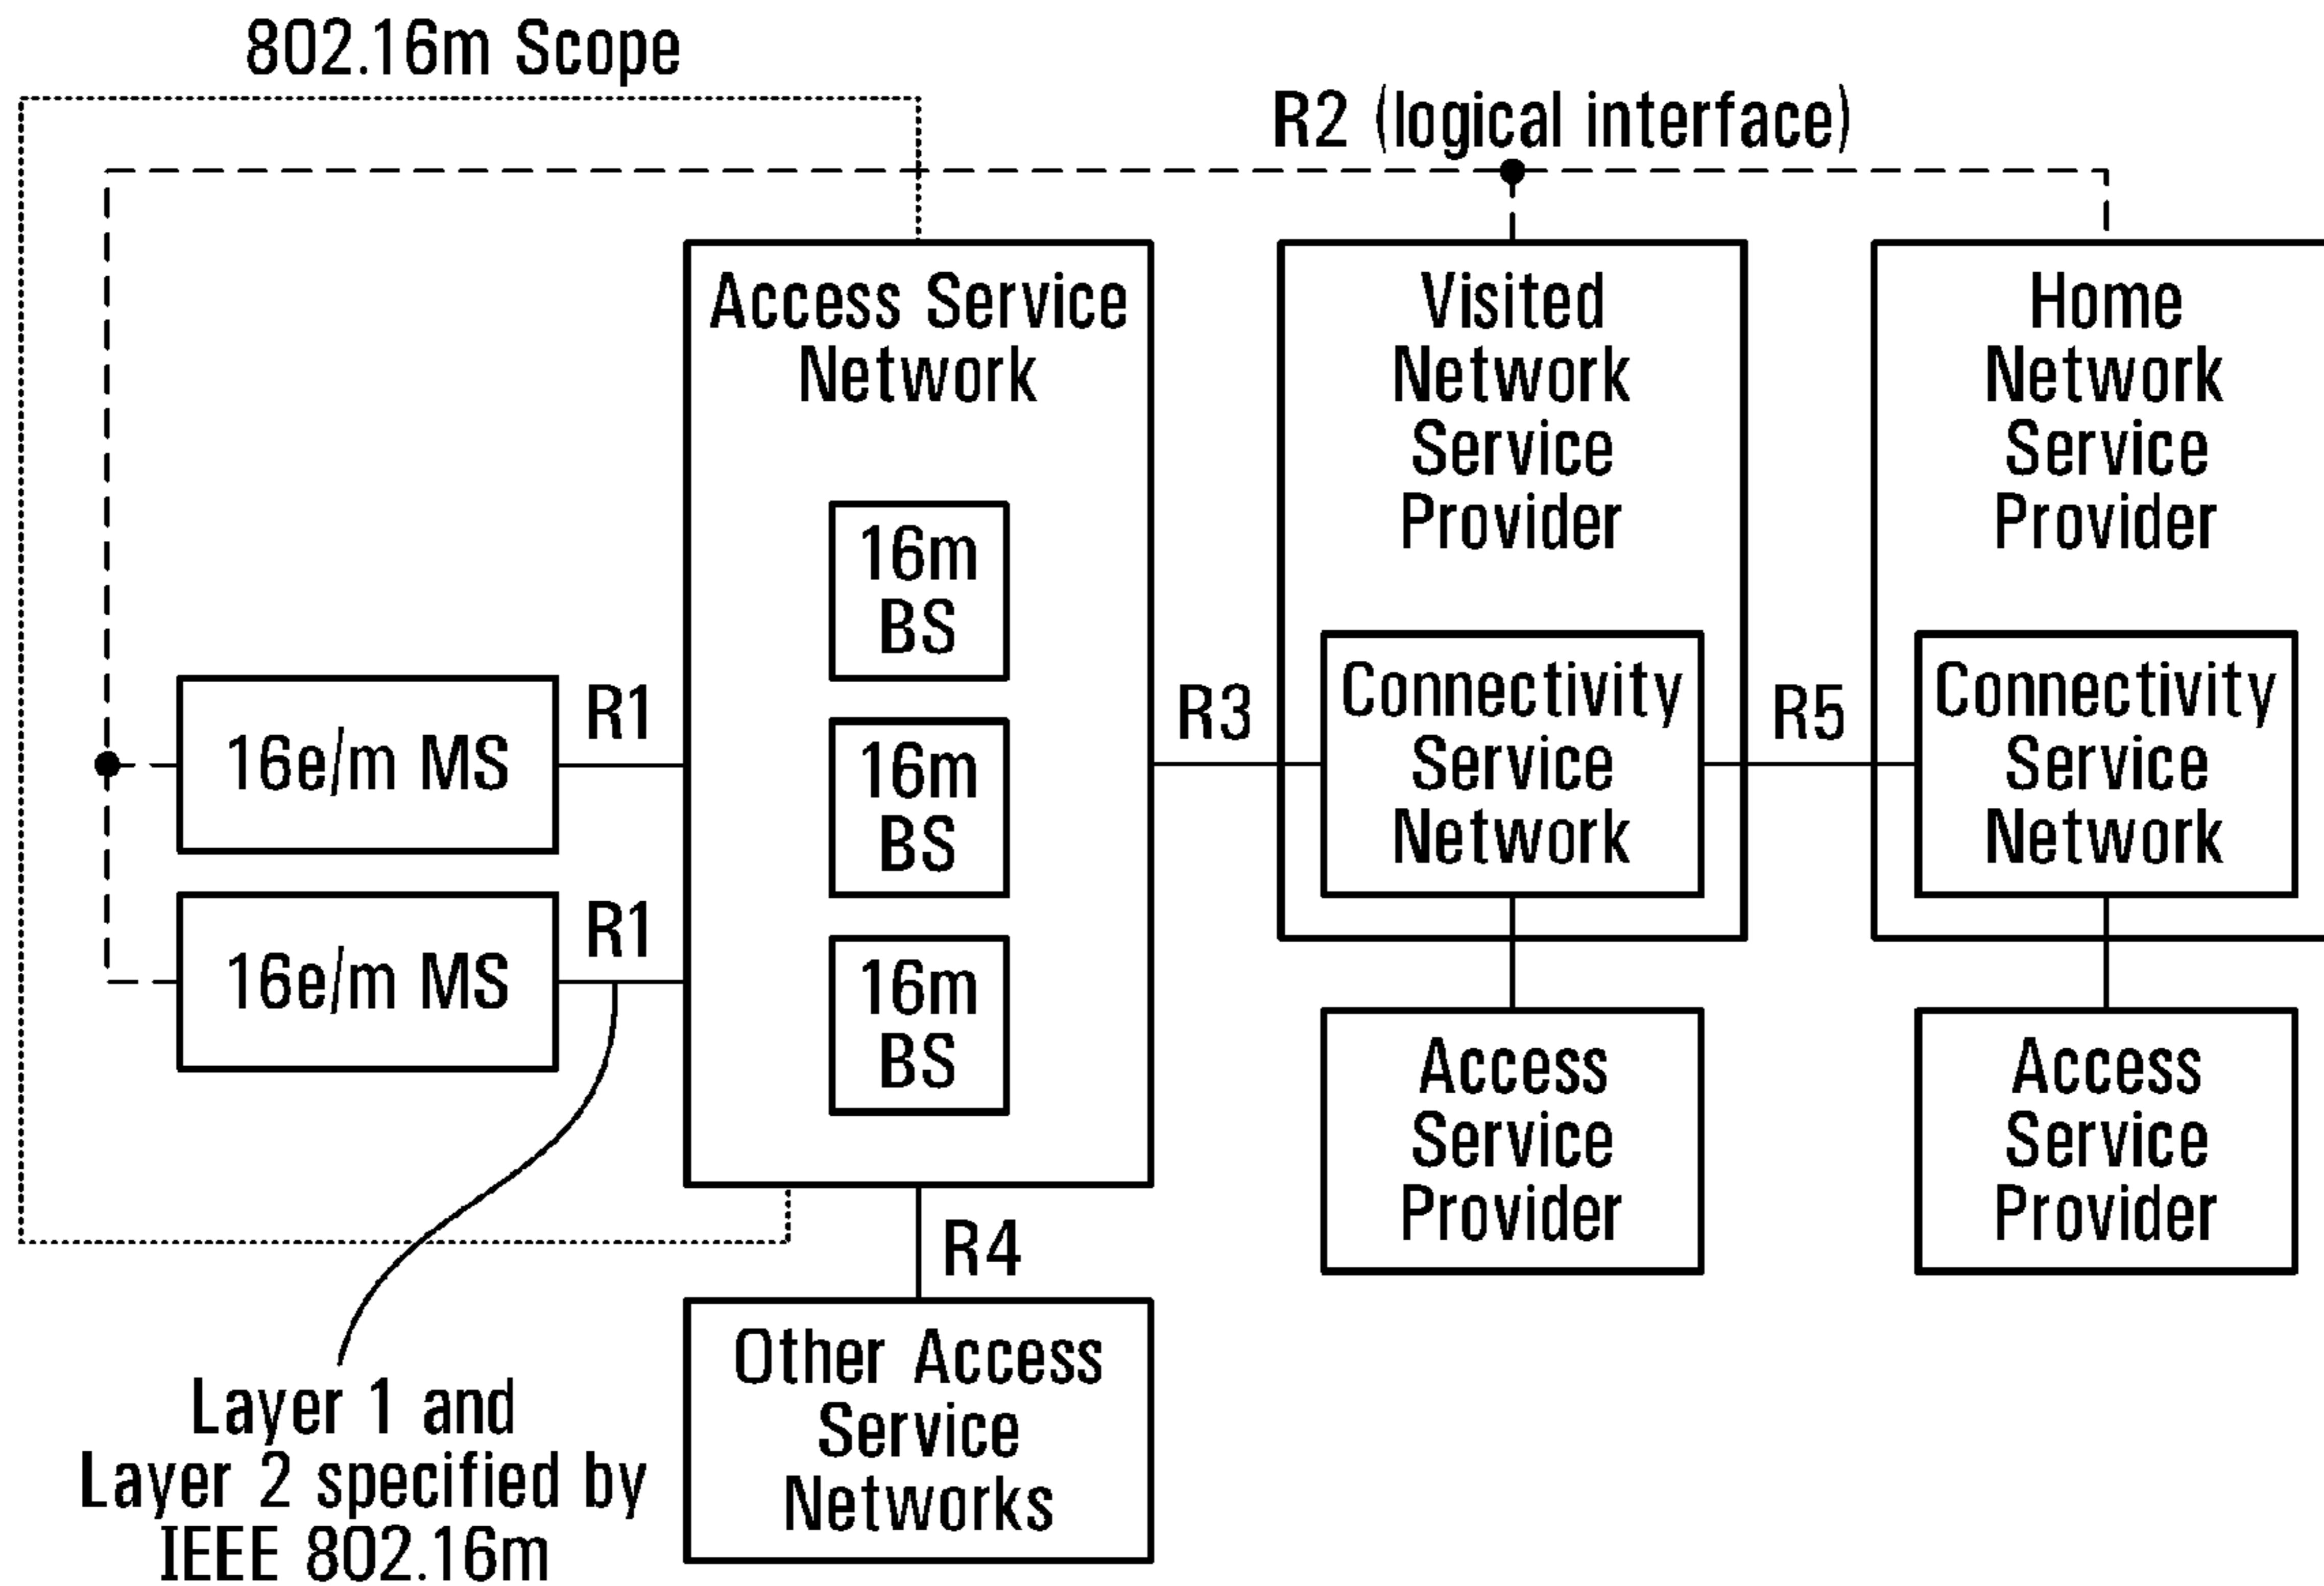 802.16m Scope
R2 (logical interface)
Access Service
Network
16m
BS
16m
BS
16m
BS
Visited
Network
Service
Provider
Connectivity
Service
Network
Home
Network
Service
Provider
Connectivity
Service
Network
16e/m MS
R1
16e/m MS
R1
R3
R5
R4
Access
Service
Provider
Access
Service
Provider
Other Access
Service
Networks
Layer 1 and
Layer 2 specified by
IEEE 802.16m